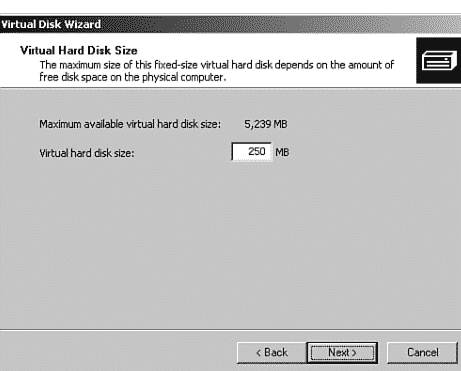 Virtual Disk Wizard
Virtual Hard Disk Size
The maximum size of this fixed-size virtual hard disk depends on the amount of
free disk space on the physical computer.
Maximum available virtual hard disk size: 5,239 MB
Virtual hard disk size: 250 MB
< Back Next > Cancel